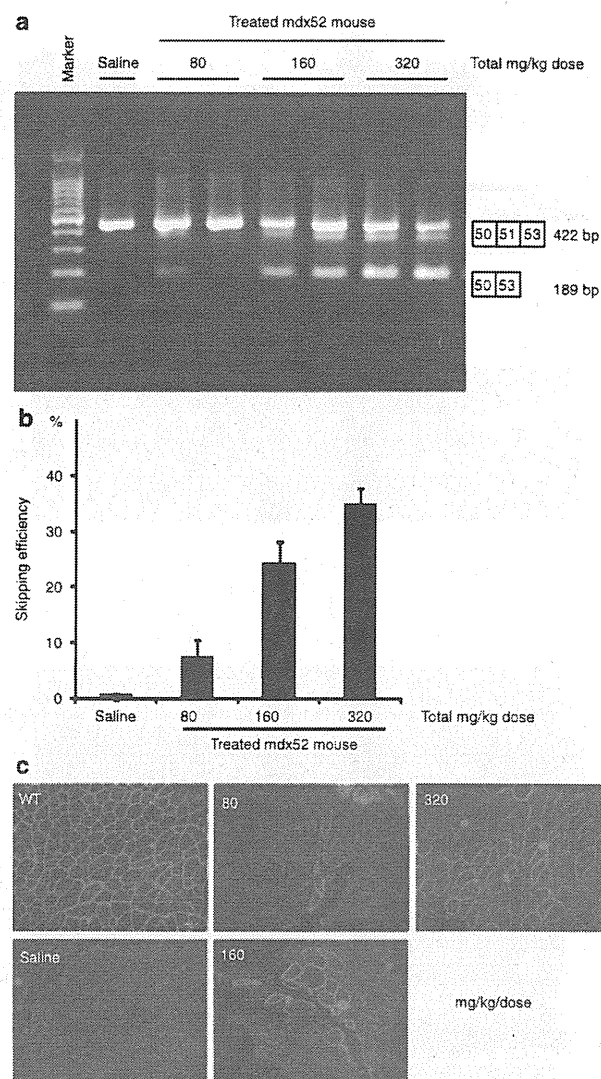 a
Treated mdx52 mouse
Marker
Saline 80 160 320 Total mg/kg dose
50 51 53 422 bp
50 53 189 bp
b
%
40
30
20
10
0
Skipping efficiency
Saline 80 160 320 Total mg/kg dose
Treated mdx52 mouse
c
WT 80 320
Saline 160 mg/kg/dose